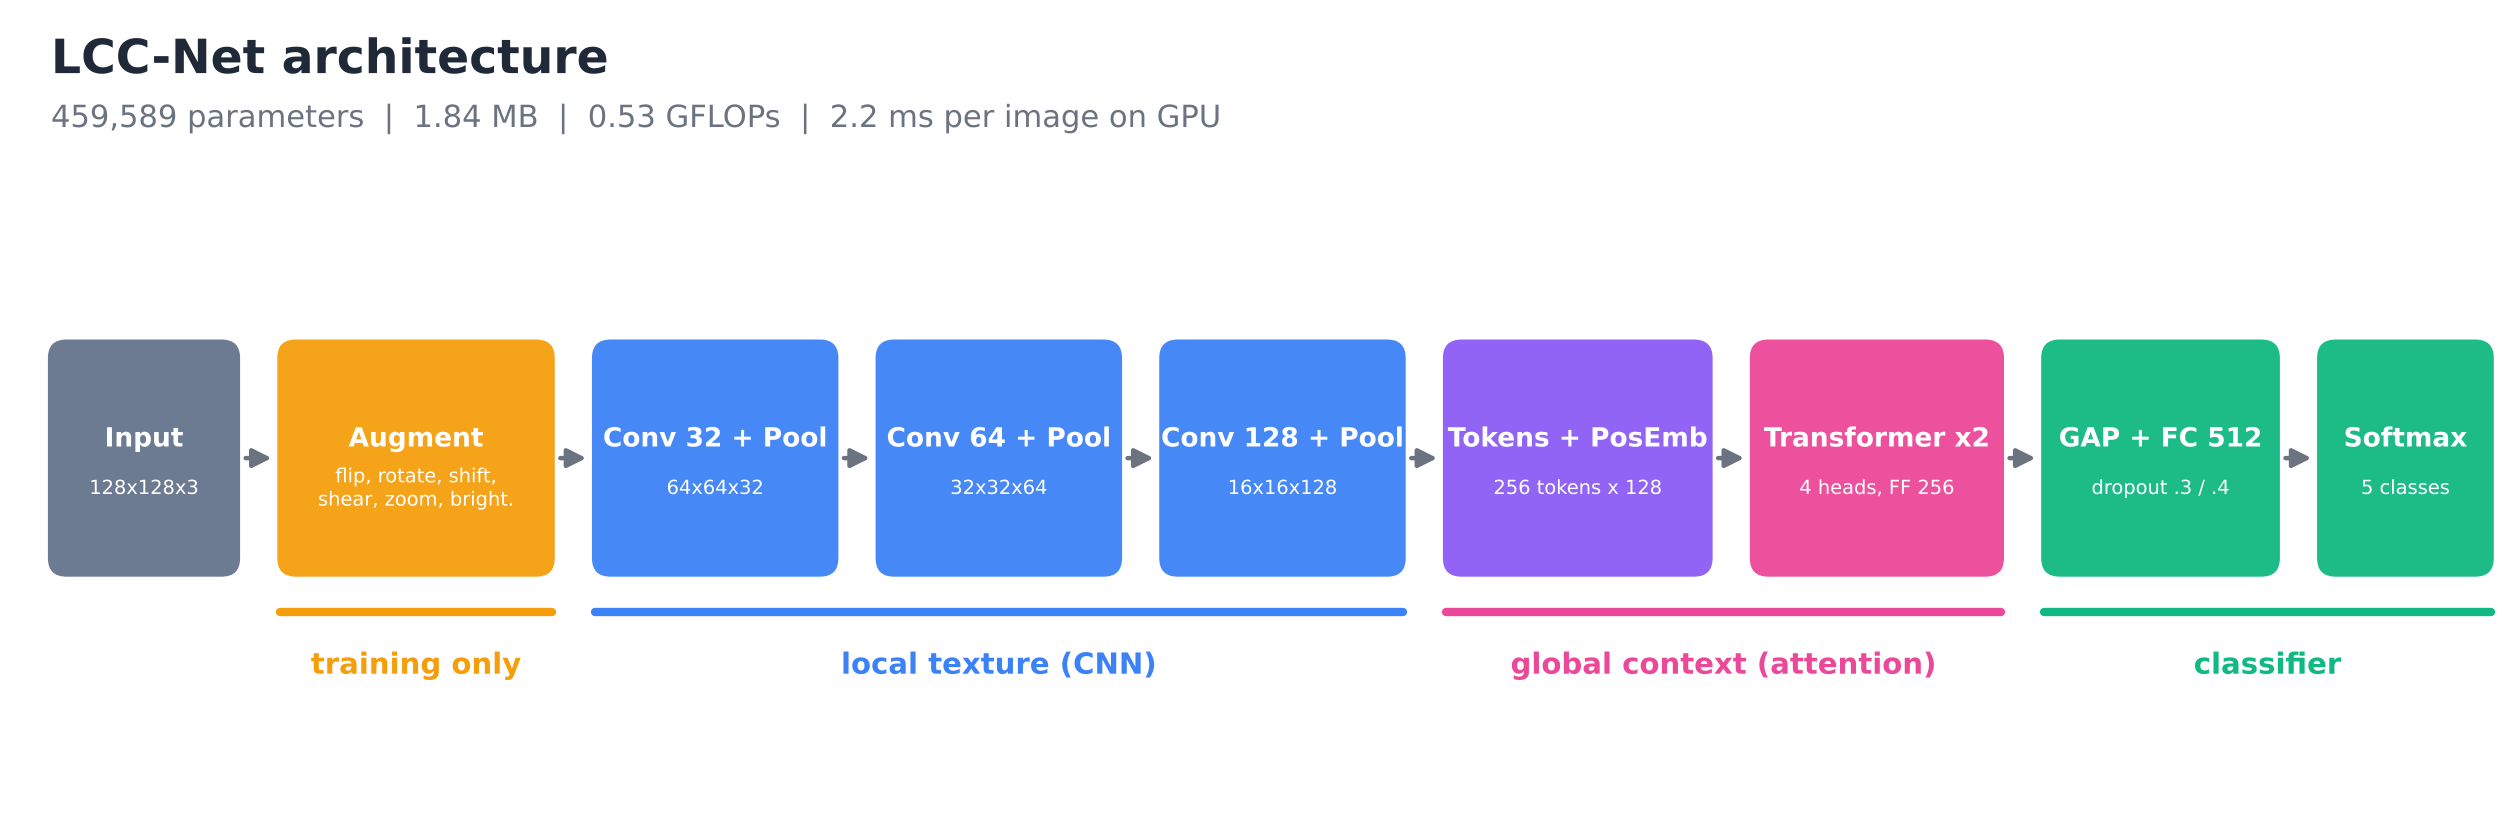 LCC-Net architecture
459,589 parameters | 1.84 MB | 0.53 GFLOPs | 2.2 ms per image on GPU
Input
128x128x3
Augment
flip, rotate, shift,
shear, zoom, bright.
Conv 32 + Pool
64x64x32
Conv 64 + Pool
32x32x64
Conv 128 + Pool
16x16x128
Tokens + PosEmb
256 tokens x 128
Transformer x2
4 heads, FF 256
GAP + FC 512
dropout .3 / .4
Softmax
5 classes
training only
local texture (CNN)
global context (attention)
classifier